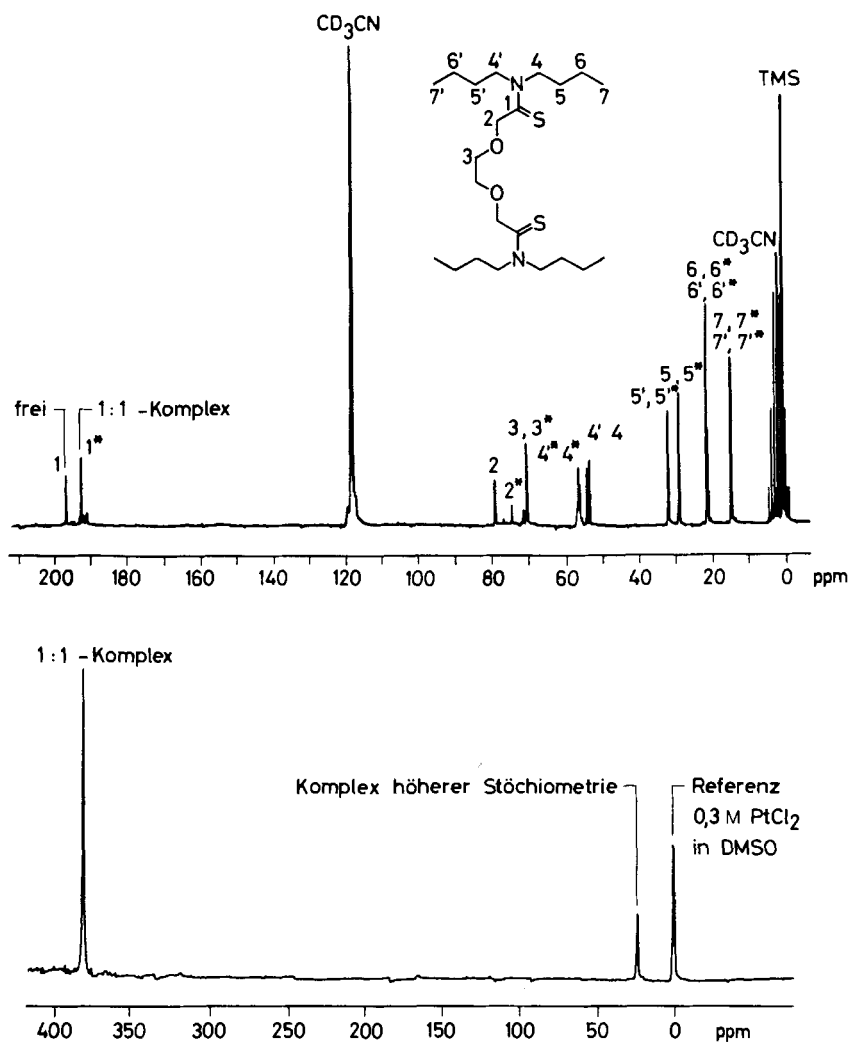 CD3CN
6' 4' 4 6
7' 5' N 5 7
1
2 S
O
3
O
S
N
TMS
CD3CN
6, 6*
6', 6'*
7, 7*
7', 7'*
5, 5*
5', 5'*
frei 1:1 -Komplex
1 1*
3, 3*
4'* 4* 4' 4
2 2*
200 180 160 140 120 100 80 60 40 20 0 ppm
1:1 -Komplex
Komplex höherer Stöchiometrie
Referenz
0,3 M PtCl2
in DMSO
400 350 300 250 200 150 100 50 0 ppm